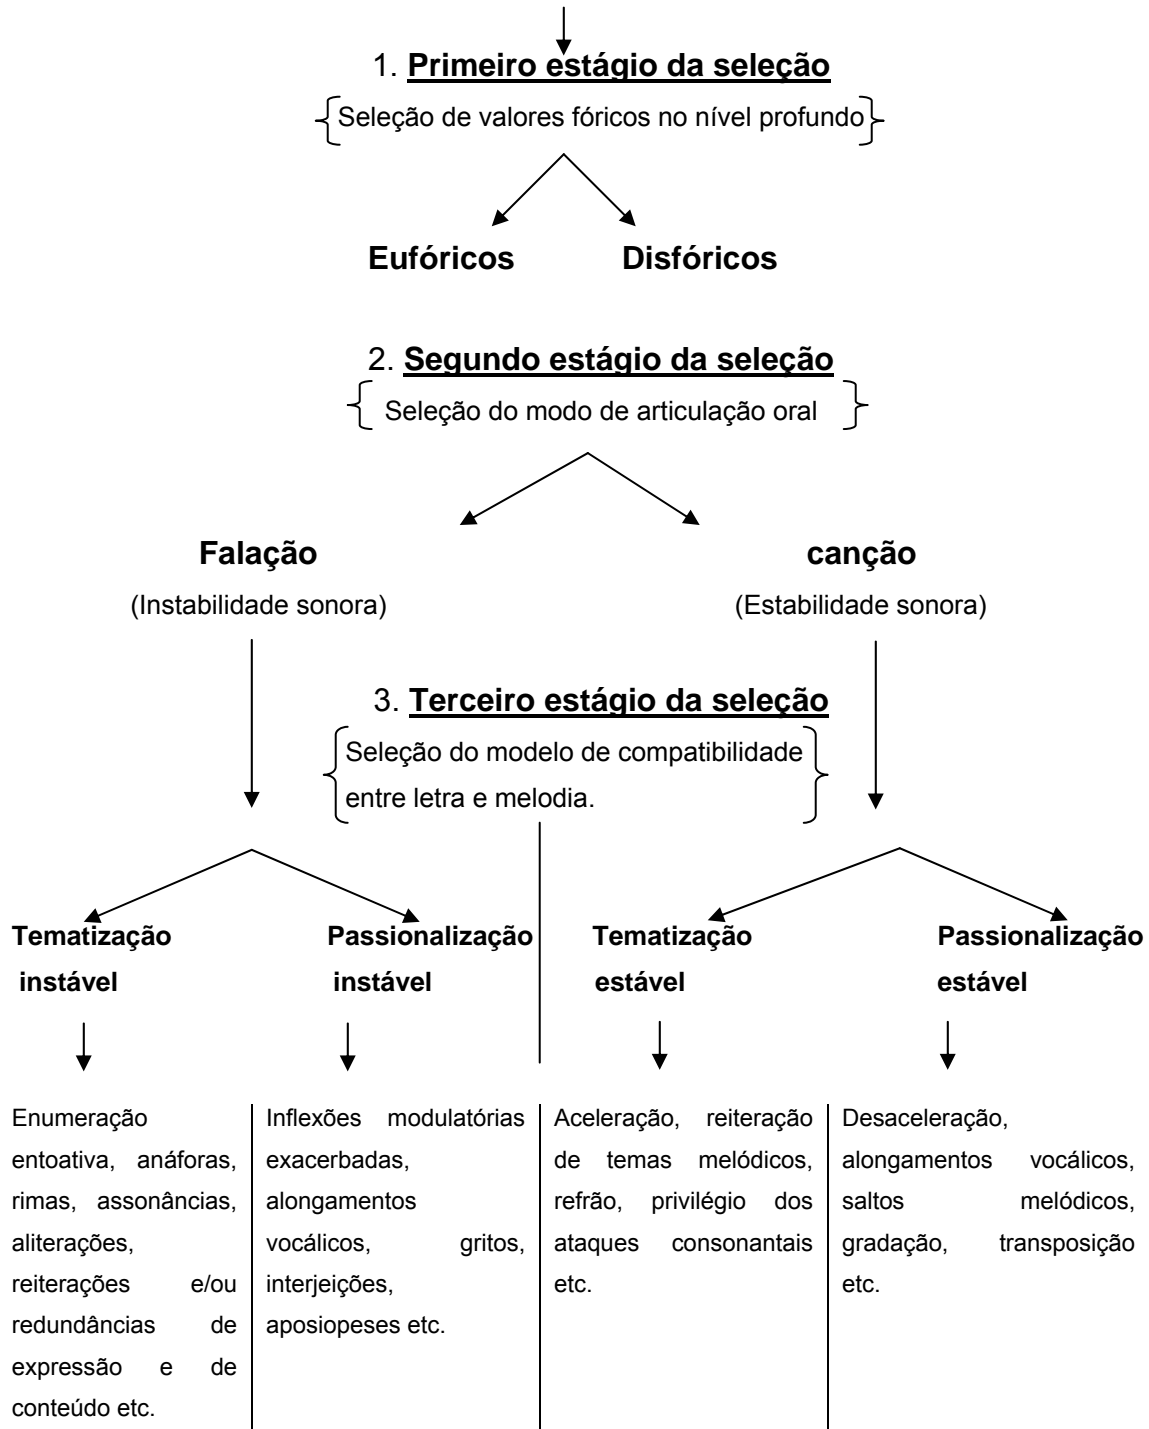 1. Primeiro estágio da seleção
Seleção de valores fóricos no nível profundo
Eufóricos Disfóricos
2. Segundo estágio da seleção
Seleção do modo de articulação oral
Falação canção
(Instabilidade sonora) (Estabilidade sonora)
3. Terceiro estágio da seleção
Seleção do modelo de compatibilidade
entre letra e melodia.
Tematização Passionalização Tematização Passionalização
instável instável estável estável
Enumeração
entoativa, anáforas,
rimas, assonâncias,
aliterações,
reiterações e/ou
redundâncias de
expressão e de
conteúdo etc.
Inflexões modulatórias
exacerbadas,
alongamentos
vocálicos, gritos,
interjeições,
aposiopeses etc.
Aceleração, reiteração
de temas melódicos,
refrão, privilégio dos
ataques consonantais
etc.
Desaceleração,
alongamentos vocálicos,
saltos melódicos,
gradação, transposição
etc.